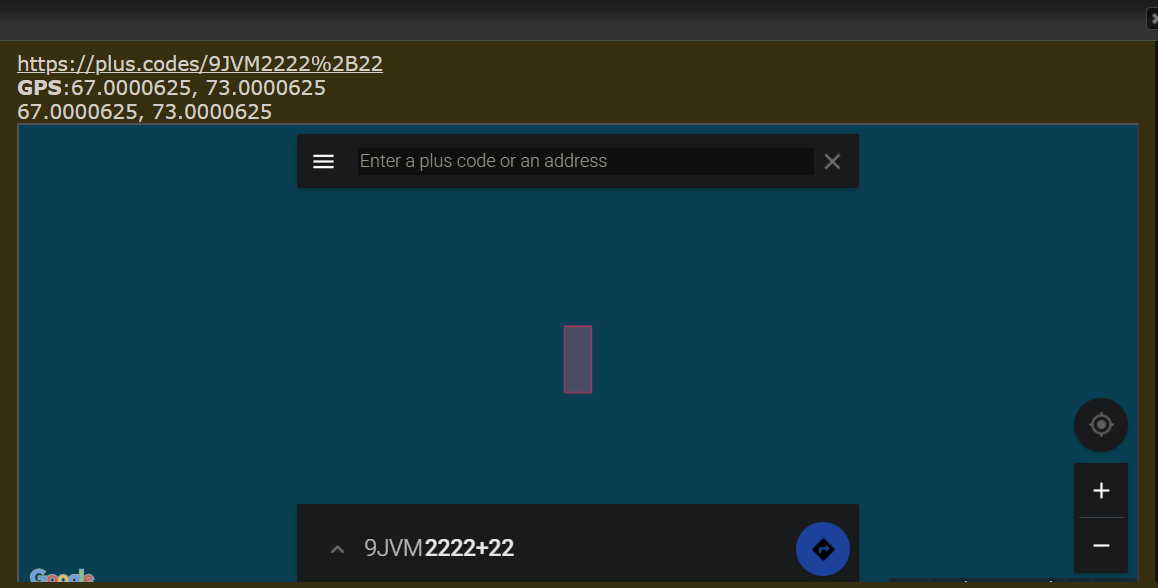 https://plus.codes/9JVM2222%2B22
GPS:67.0000625, 73.0000625
67.0000625, 73.0000625
Enter a plus code or an address
9JVM2222+22
Google